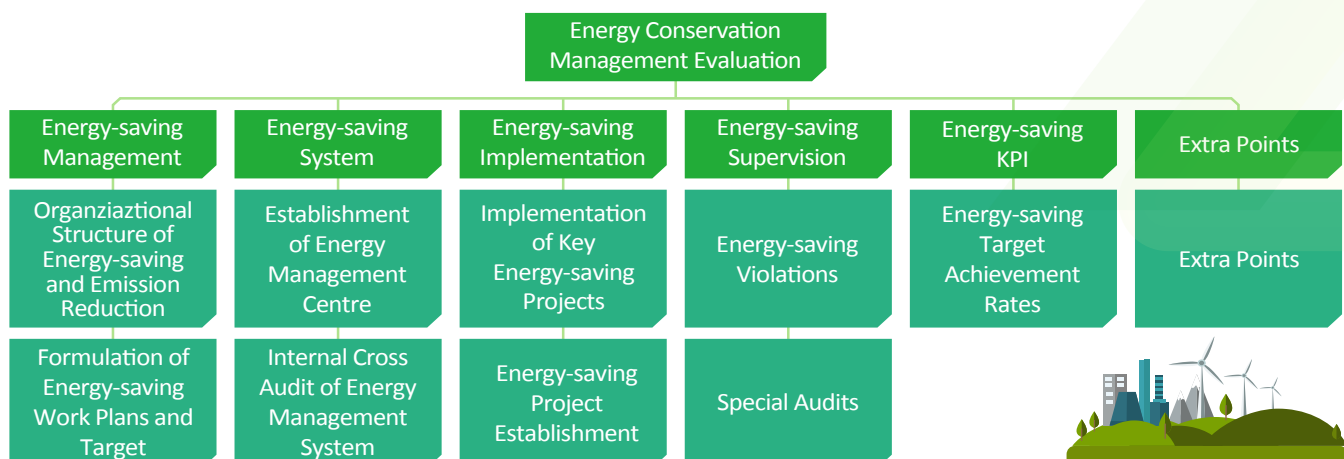 Energy Conservation
Management Evaluation
Energy-saving
Management
Energy-saving
System
Energy-saving
Implementation
Energy-saving
Supervision
Energy-saving
KPI
Extra Points
Organziaztional
Structure of
Energy-saving
and Emission
Reduction
Establishment
of Energy
Management
Centre
Implementation
of Key
Energy-saving
Projects
Energy-saving
Violations
Energy-saving
Target
Achievement
Rates
Extra Points
Formulation of
Energy-saving
Work Plans and
Target
Internal Cross
Audit of Energy
Management
System
Energy-saving
Project
Establishment
Special Audits